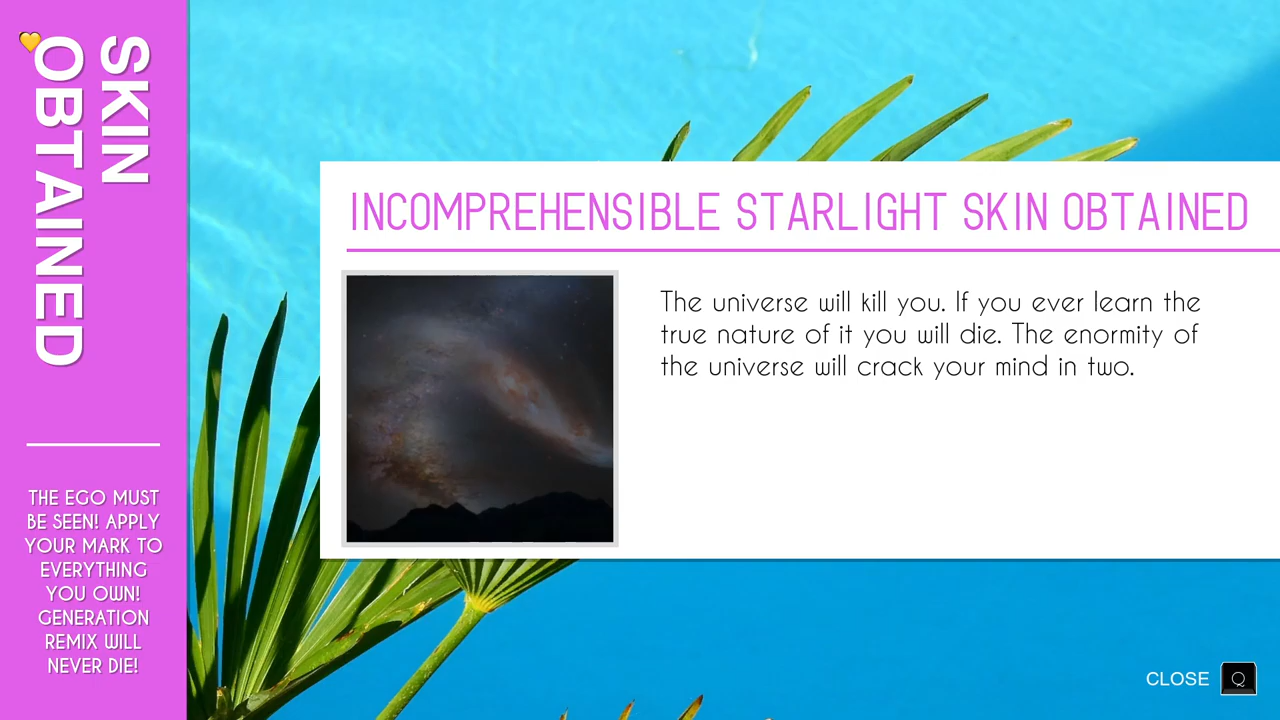 SKIN
OBTAINED
THE EGO MUST
BE SEEN! APPLY
YOUR MARK TO
EVERYTHING
YOU OWN!
GENERATION
REMIX WILL
NEVER DIE!
INCOMPREHENSIBLE STARLIGHT SKIN OBTAINED
The universe will kill you. If you ever learn the
true nature of it you will die. The enormity of
the universe will crack your mind in two.
CLOSE Q